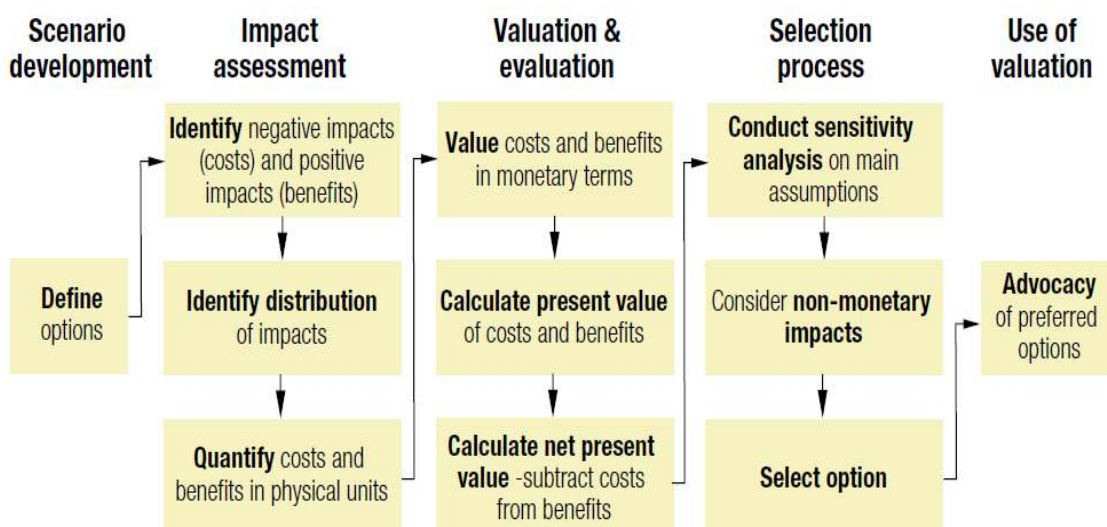 Scenario
development
Impact
assessment
Valuation &
evaluation
Selection
process
Use of
valuation
Define
options
Identify negative impacts
(costs) and positive
impacts (benefits)
Identify distribution
of impacts
Quantify costs and
benefits in physical units
Value costs and benefits
in monetary terms
Calculate present value
of costs and benefits
Calculate net present
value -subtract costs
from benefits
Conduct sensitivity
analysis on main
assumptions
Consider non-monetary
impacts
Select option
Advocacy
of preferred
options